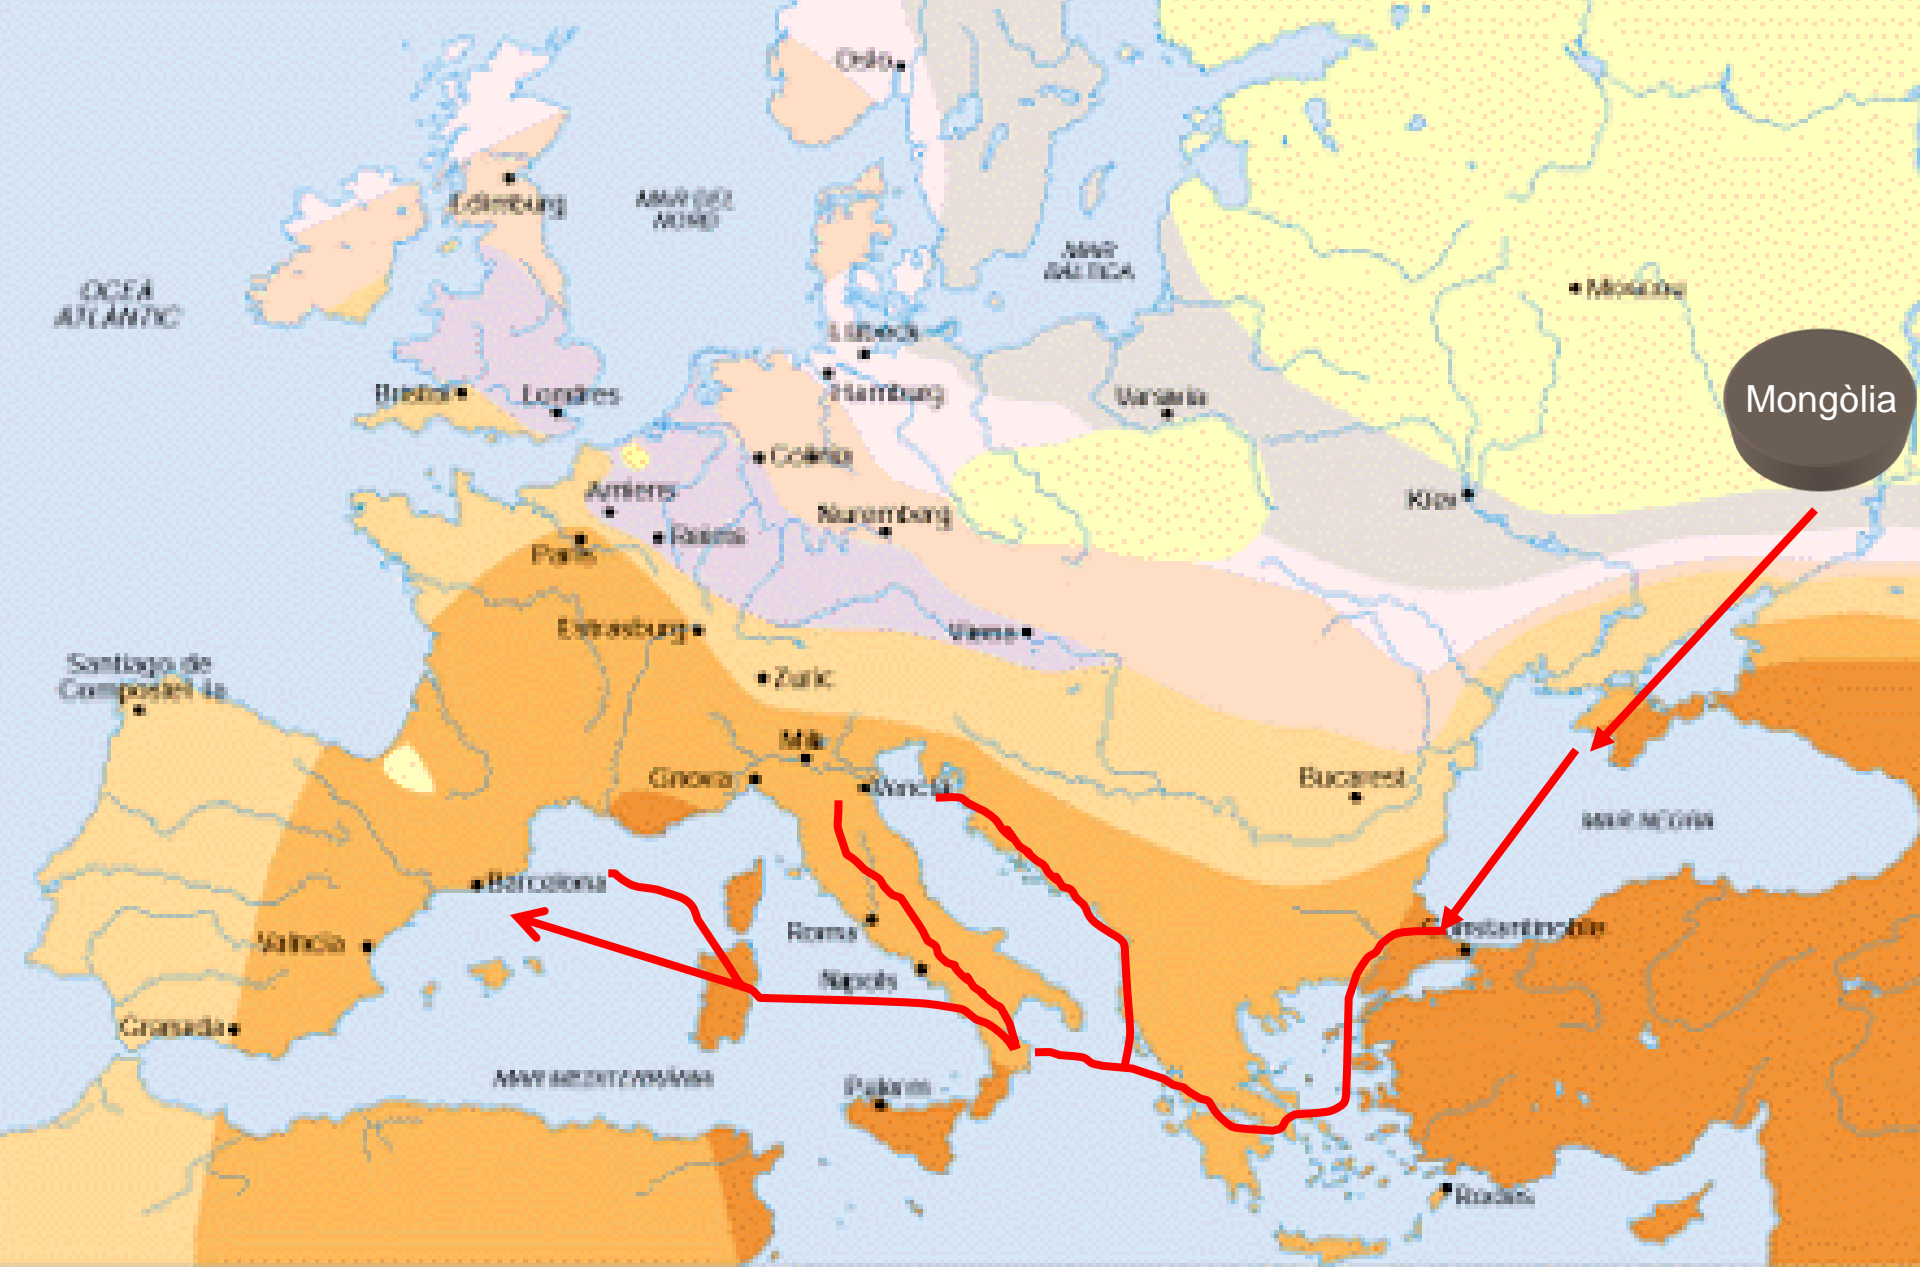 Oslo
Edimburg
MAR DEL
NORD
MAR
BÀLTICA
OCEÀ
ATLÀNTIC
Moscou
Lübeck
Mongòlia
Bristol
Londres
Hamburg
Varsòvia
Colònia
Amiens
Kíev
Nuremberg
Reims
París
Estrasburg
Viena
Santiago de
Compostel·la
Zuric
Milà
Gnova
Venècia
Bucarest
MAR NEGRA
Barcelona
Constantinoble
Roma
València
Nàpols
Granada
MAR MEDITERRÀNIA
Palerm
Rodes